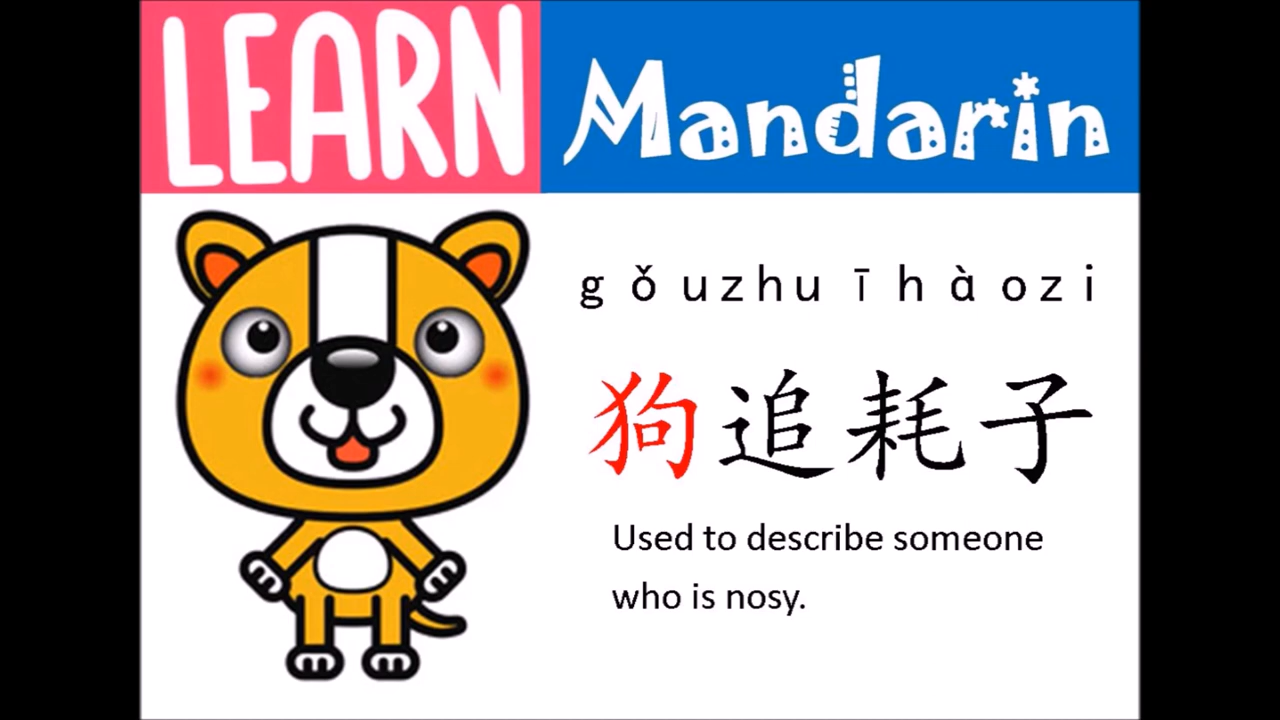 LEARN Mandarin
gǒuzhuīhàozi
狗追耗子
Used to describe someone
who is nosy.